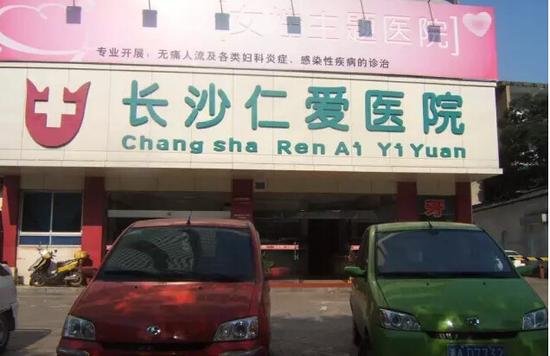 女性主题医院]
专业开展：无痛人流及各类妇科炎症、感染性疾病的诊治
长沙仁爱医院
Chang sha Ren Ai Yi Yuan
牙